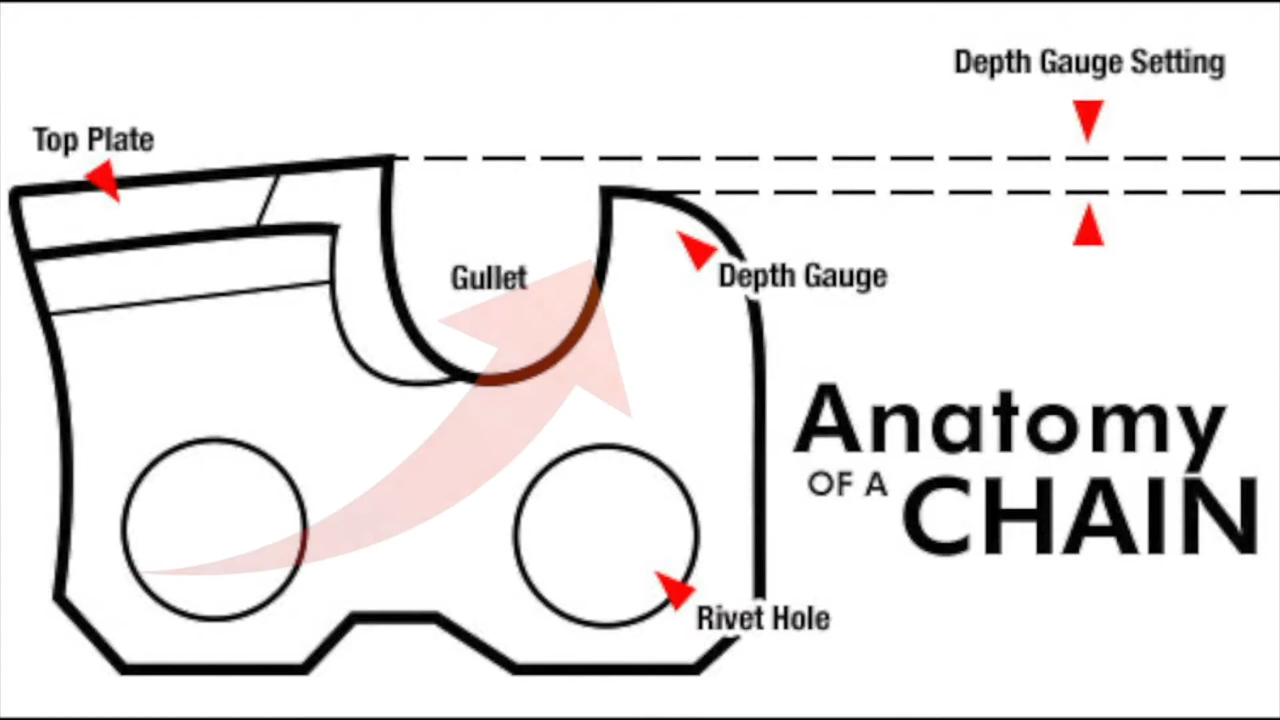 Depth Gauge Setting
Top Plate
Gullet
Depth Gauge
Anatomy
OF A CHAIN
Rivet Hole